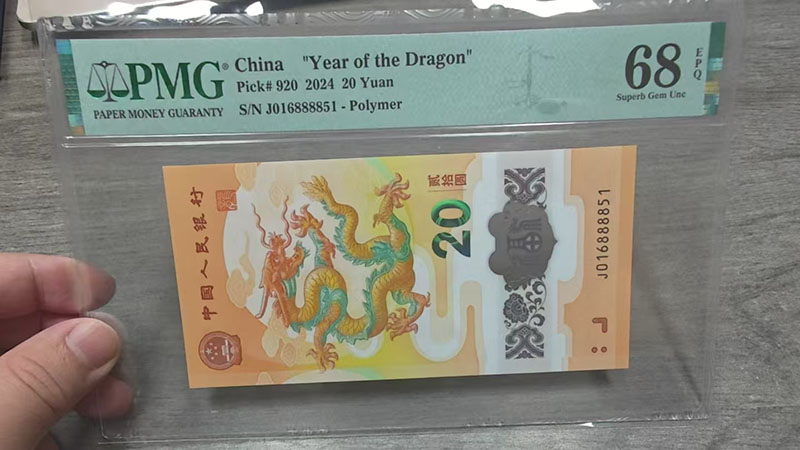 PMG®
PAPER MONEY GUARANTY
China "Year of the Dragon"
Pick# 920 2024 20 Yuan
S/N J016888851 - Polymer
68
EPQ
Superb Gem Unc
中国人民银行
贰拾圆
20
J016888851